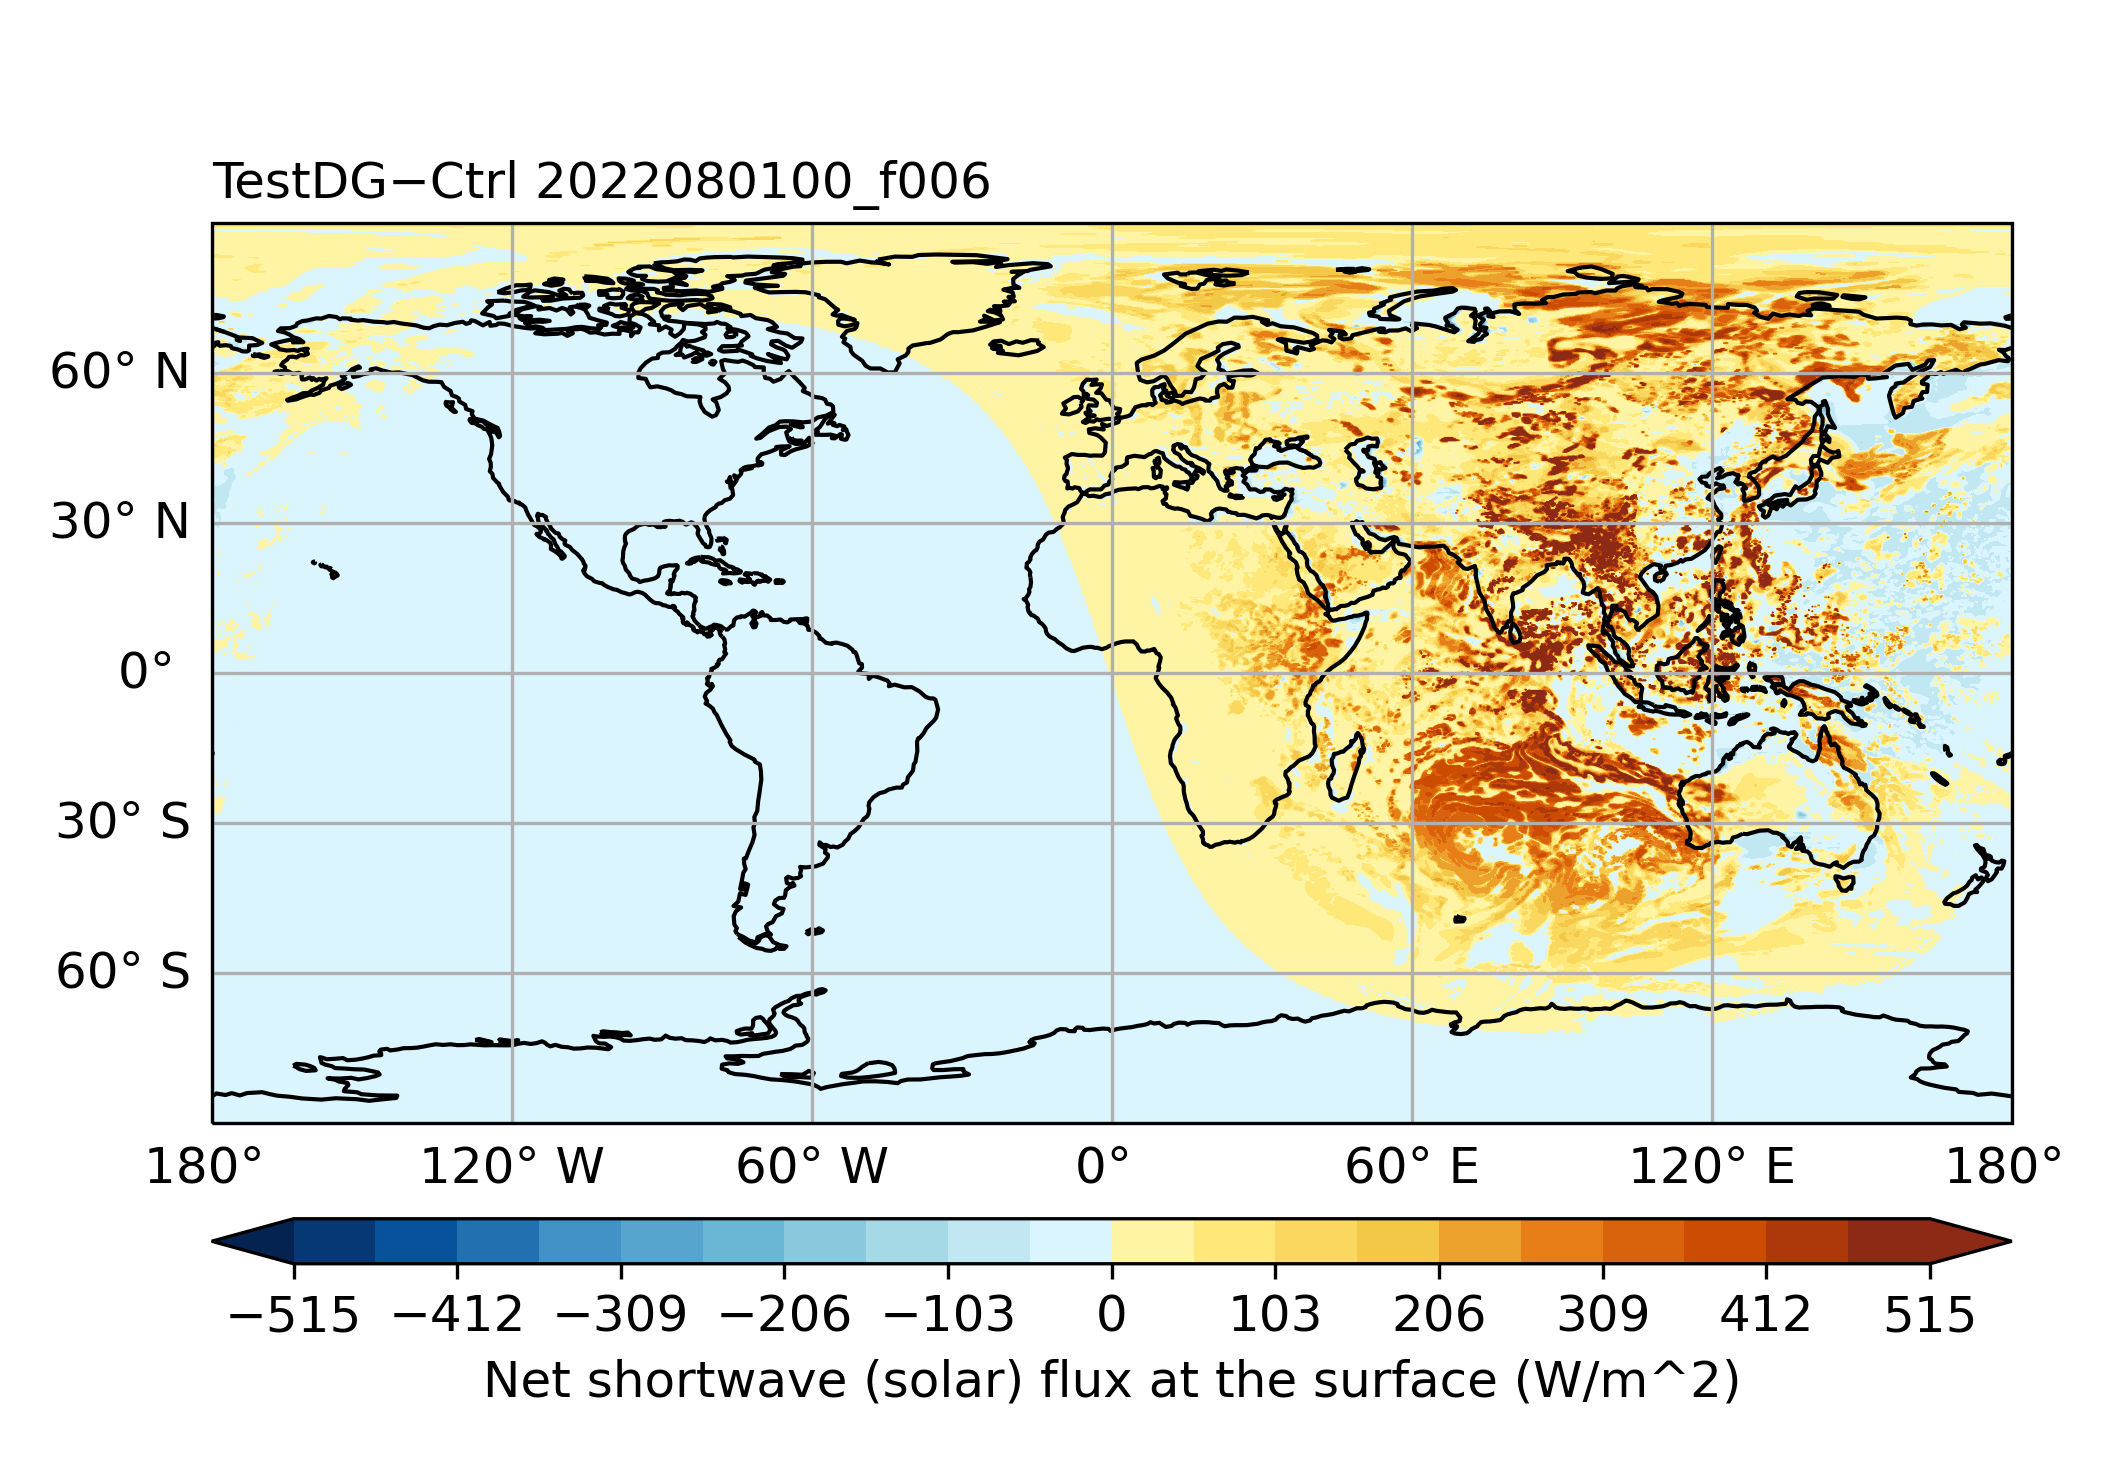 TestDG−Ctrl 2022080100_f006
60° N
30° N
0°
30° S
60° S
180° 120° W 60° W 0° 60° E 120° E 180°
−515 −412 −309 −206 −103 0 103 206 309 412 515
Net shortwave (solar) flux at the surface (W/m^2)